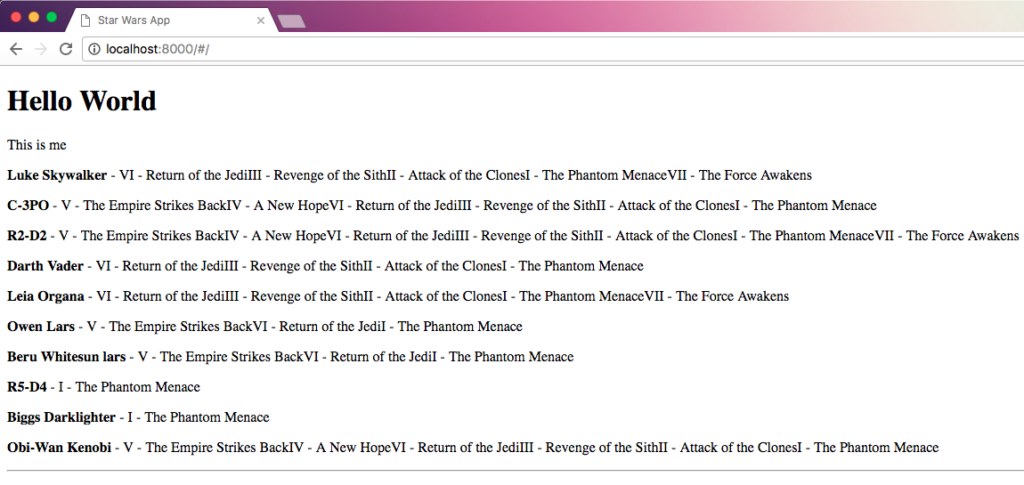 Star Wars App
localhost:8000/#/
Hello World
This is me
Luke Skywalker - VI - Return of the JediIII - Revenge of the SithII - Attack of the ClonesI - The Phantom MenaceVII - The Force Awakens
C-3PO - V - The Empire Strikes BackIV - A New HopeVI - Return of the JediIII - Revenge of the SithII - Attack of the ClonesI - The Phantom Menace
R2-D2 - V - The Empire Strikes BackIV - A New HopeVI - Return of the JediIII - Revenge of the SithII - Attack of the ClonesI - The Phantom MenaceVII - The Force Awakens
Darth Vader - VI - Return of the JediIII - Revenge of the SithII - Attack of the ClonesI - The Phantom Menace
Leia Organa - VI - Return of the JediIII - Revenge of the SithII - Attack of the ClonesI - The Phantom MenaceVII - The Force Awakens
Owen Lars - V - The Empire Strikes BackVI - Return of the JediI - The Phantom Menace
Beru Whitesun lars - V - The Empire Strikes BackVI - Return of the JediI - The Phantom Menace
R5-D4 - I - The Phantom Menace
Biggs Darklighter - I - The Phantom Menace
Obi-Wan Kenobi - V - The Empire Strikes BackIV - A New HopeVI - Return of the JediIII - Revenge of the SithII - Attack of the ClonesI - The Phantom Menace